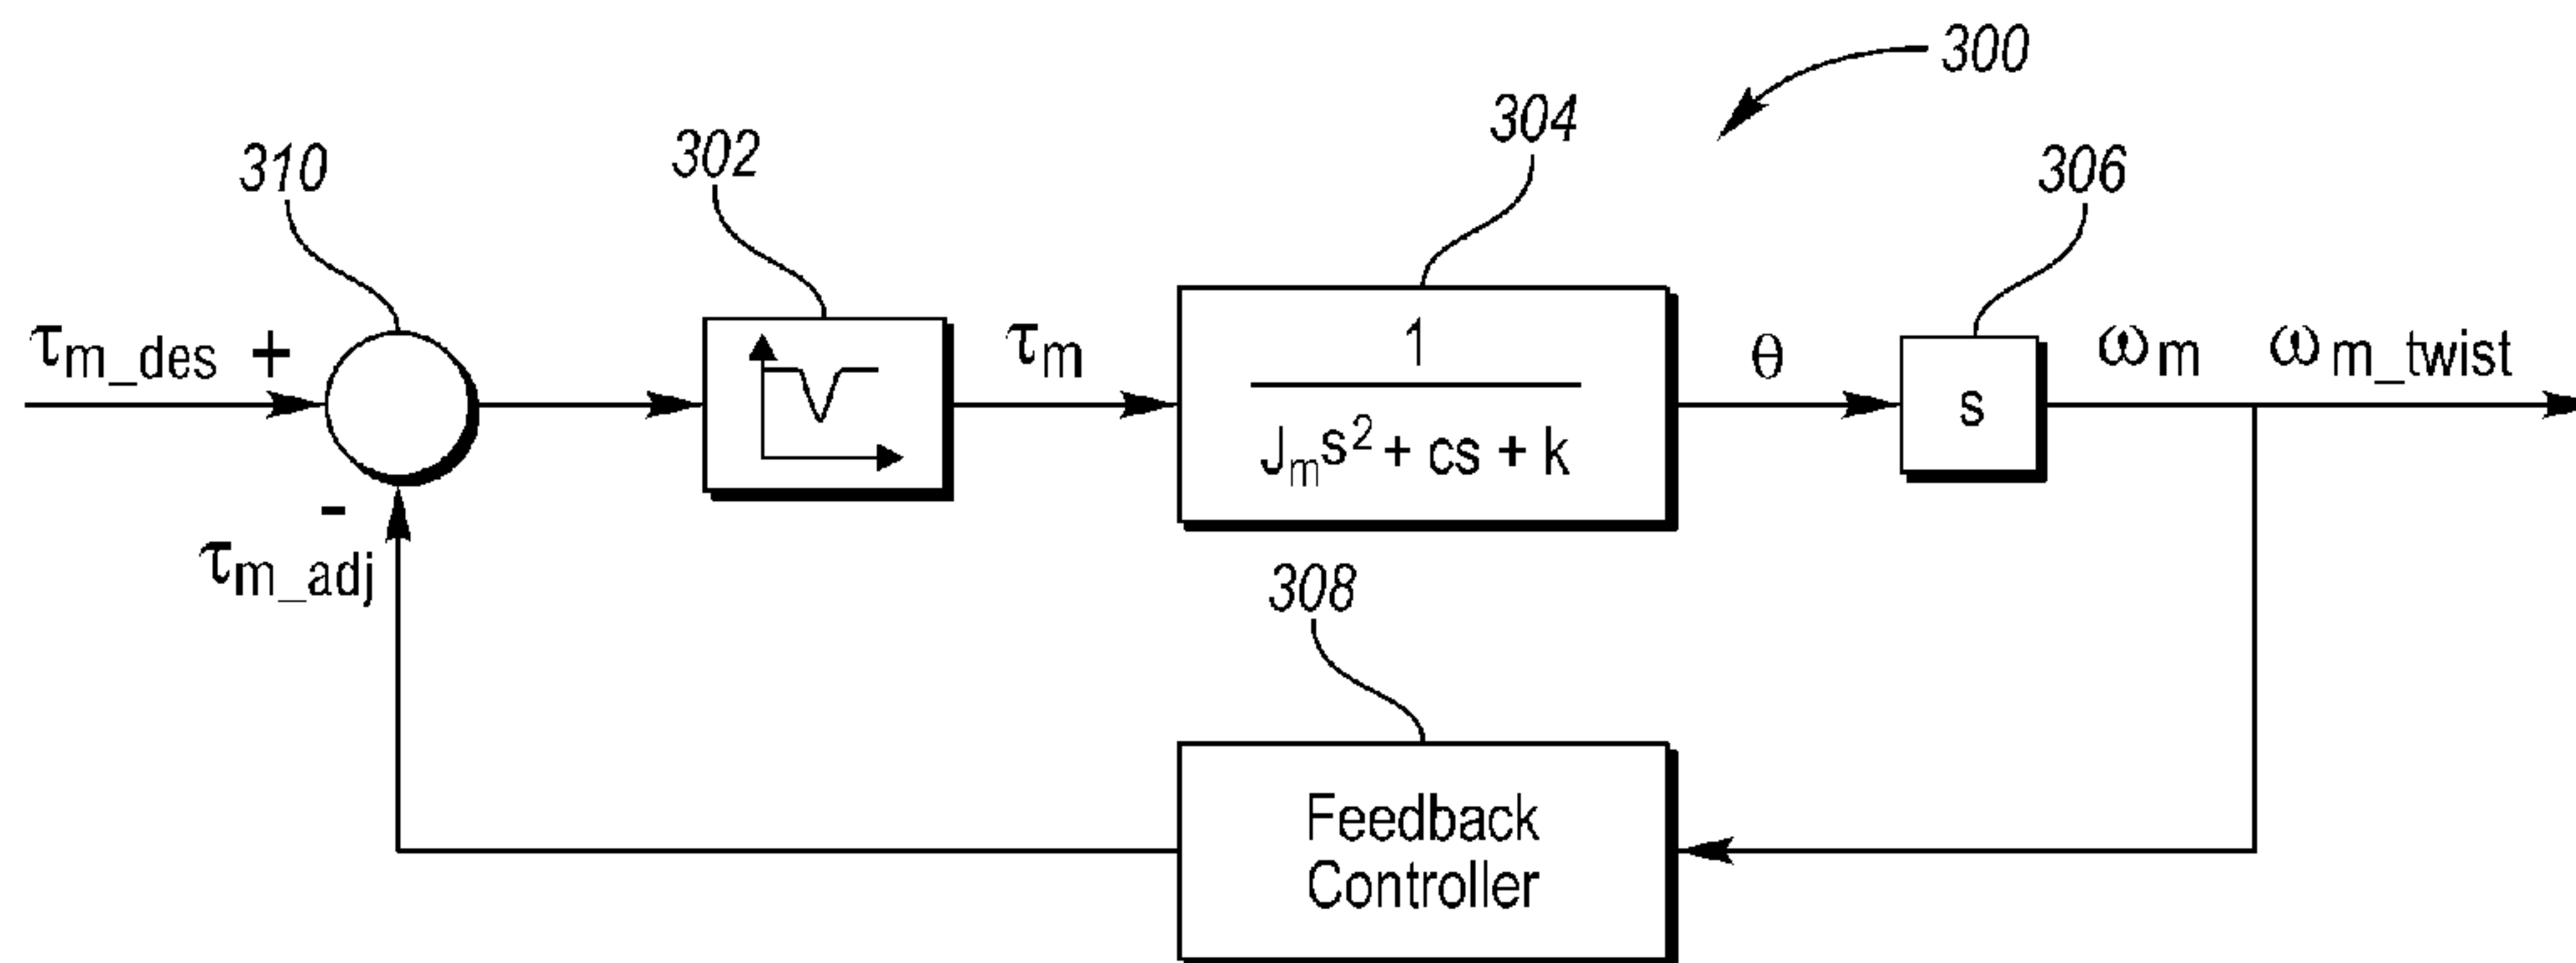 300
304
302
306
310
τm_des +
τm
1
Jms² + cs + k
θ
s
ωm
ωm_twist
-
τm_adj
308
Feedback
Controller